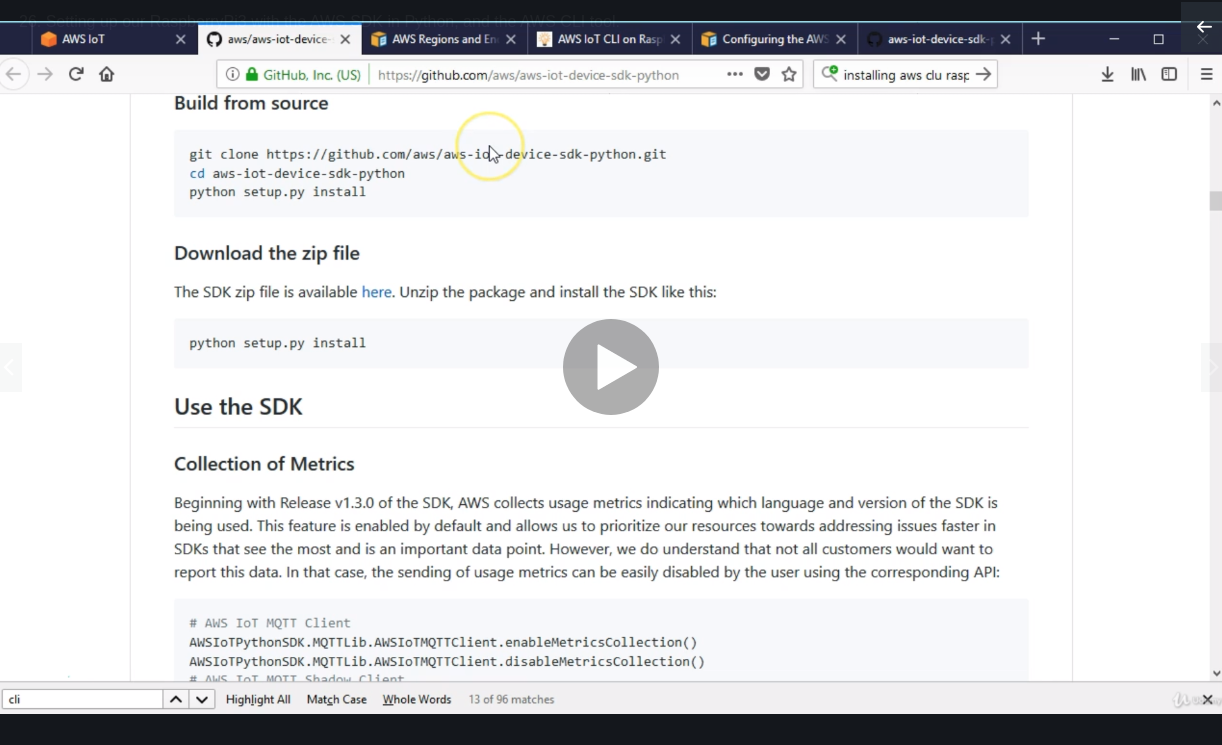 AWS IoT
aws/aws-iot-device-
AWS Regions and En
AWS IoT CLI on Rasp
Configuring the AWS
aws-iot-device-sdk-
GitHub, Inc. (US)
https://github.com/aws/aws-iot-device-sdk-python
installing aws clu rasp
Build from source
git clone https://github.com/aws/aws-iot-device-sdk-python.git
cd aws-iot-device-sdk-python
python setup.py install
Download the zip file
The SDK zip file is available here. Unzip the package and install the SDK like this:
python setup.py install
Use the SDK
Collection of Metrics
Beginning with Release v1.3.0 of the SDK, AWS collects usage metrics indicating which language and version of the SDK is
being used. This feature is enabled by default and allows us to prioritize our resources towards addressing issues faster in
SDKs that see the most and is an important data point. However, we do understand that not all customers would want to
report this data. In that case, the sending of usage metrics can be easily disabled by the user using the corresponding API:
# AWS IoT MQTT Client
AWSIoTPythonSDK.MQTTLib.AWSIoTMQTTClient.enableMetricsCollection()
AWSIoTPythonSDK.MQTTLib.AWSIoTMQTTClient.disableMetricsCollection()
# AWS IoT MQTT Shadow Client
cli
Highlight All
Match Case
Whole Words
13 of 96 matches